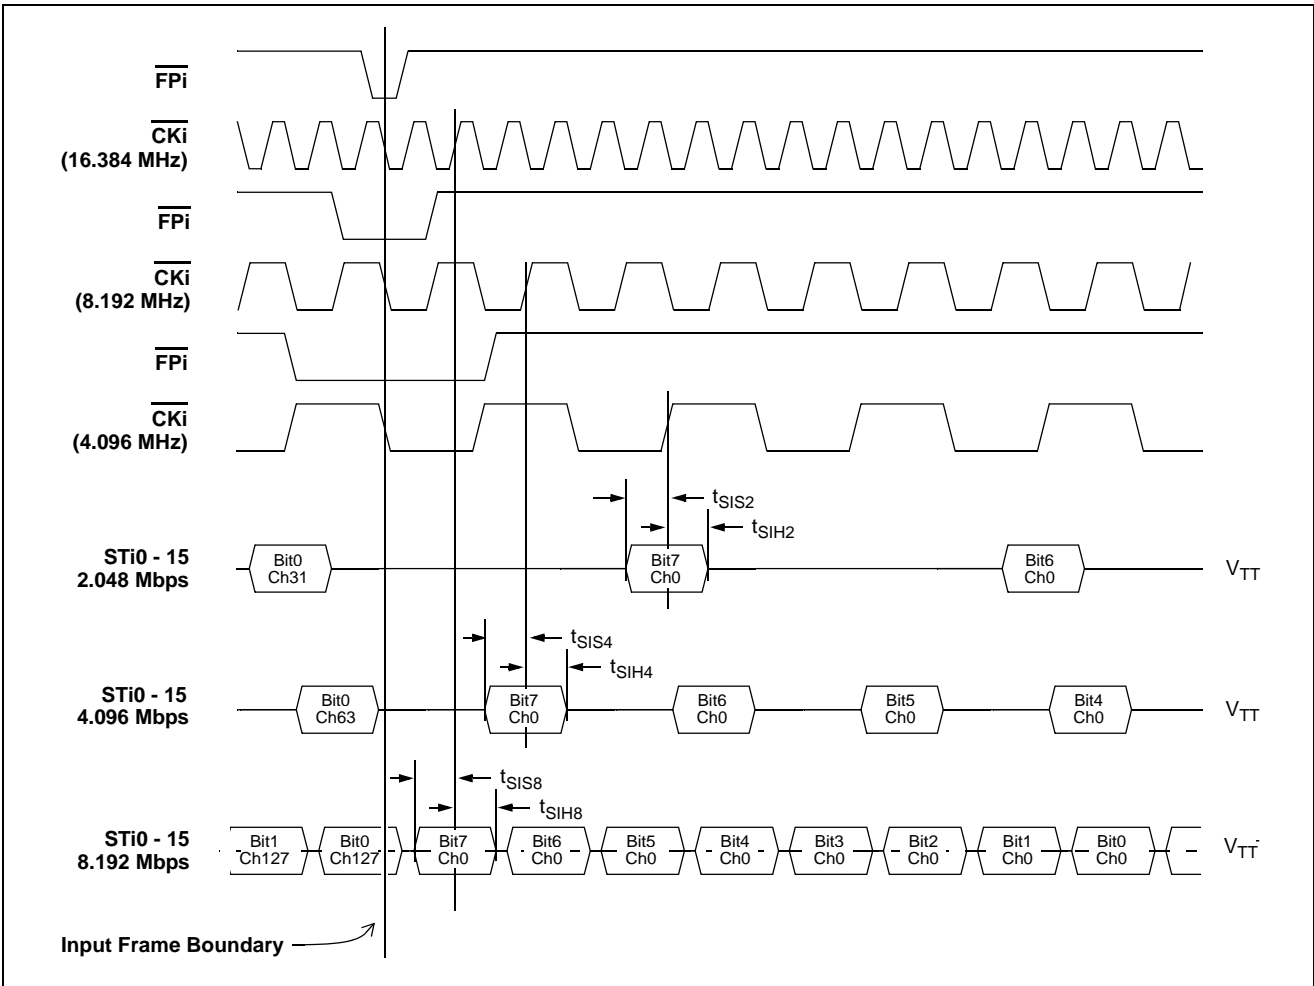 FPi
CKi
(16.384 MHz)
FPi
CKi
(8.192 MHz)
FPi
CKi
(4.096 MHz)
tSIS2
tSIH2
STi0 - 15
2.048 Mbps
Bit0
Ch31
Bit7
Ch0
Bit6
Ch0
VTT
tSIS4
tSIH4
STi0 - 15
4.096 Mbps
Bit0
Ch63
Bit7
Ch0
Bit6
Ch0
Bit5
Ch0
Bit4
Ch0
VTT
tSIS8
tSIH8
STi0 - 15
8.192 Mbps
Bit1
Ch127
Bit0
Ch127
Bit7
Ch0
Bit6
Ch0
Bit5
Ch0
Bit4
Ch0
Bit3
Ch0
Bit2
Ch0
Bit1
Ch0
Bit0
Ch0
VTT
Input Frame Boundary